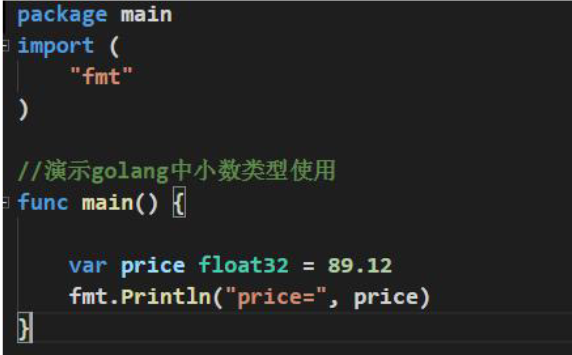 package main
import (
"fmt"
)
//演示golang中小数类型使用
func main() {
var price float32 = 89.12
fmt.Println("price=", price)
}